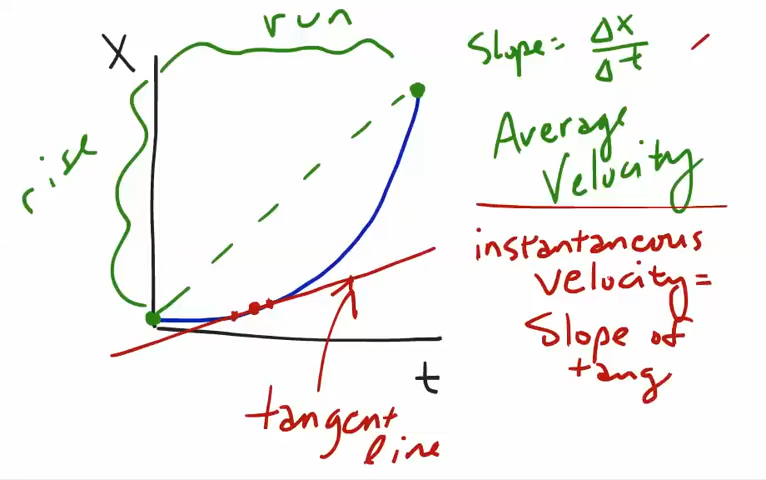 run
X
rise
t
tangent
line
Slope = Δx
Δt
Average
Velocity
instantaneous
velocity =
Slope of
tang